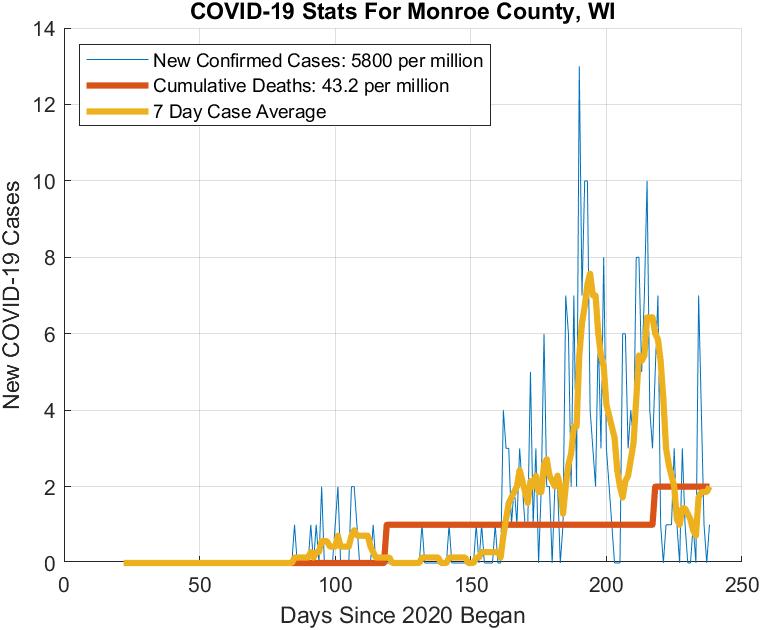 COVID-19 Stats For Monroe County, WI
New Confirmed Cases: 5800 per million
Cumulative Deaths: 43.2 per million
7 Day Case Average
New COVID-19 Cases
14
12
10
8
6
4
2
0
0 50 100 150 200 250
Days Since 2020 Began